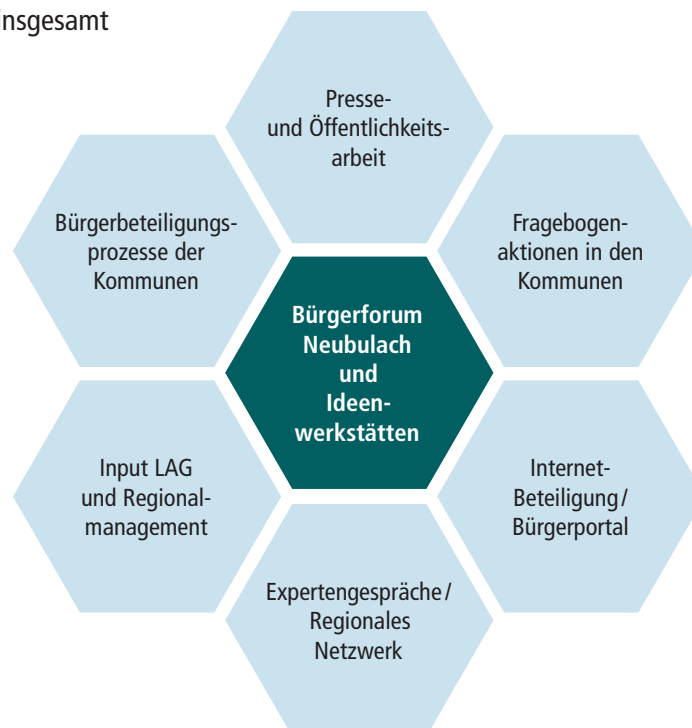 insgesamt
Presse-
und Öffentlichkeits-
arbeit
Bürgerbeteiligungs-
prozesse der
Kommunen
Fragebogen-
aktionen in den
Kommunen
Bürgerforum
Neubulach
und
Ideen-
werkstätten
Input LAG
und Regional-
management
Internet-
Beteiligung/
Bürgerportal
Expertengespräche/
Regionales
Netzwerk